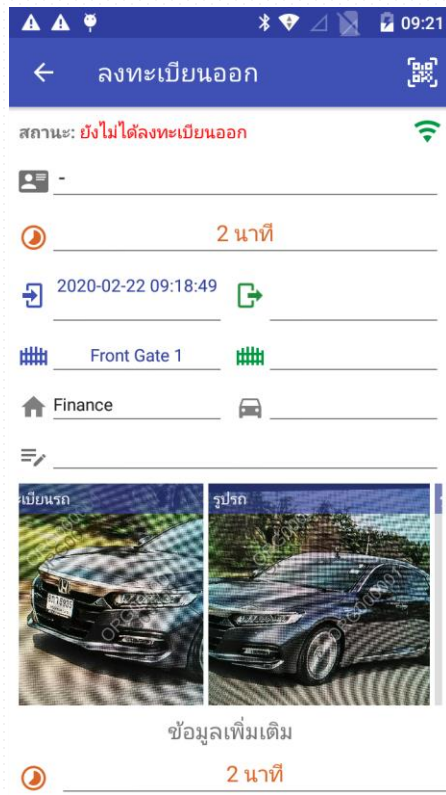 09:21
ลงทะเบียนออก
สถานะ: ยังไม่ได้ลงทะเบียนออก
-
2 นาที
2020-02-22 09:18:49
Front Gate 1
Finance
ะเบียนรถ รูปรถ
ข้อมูลเพิ่มเติม
2 นาที